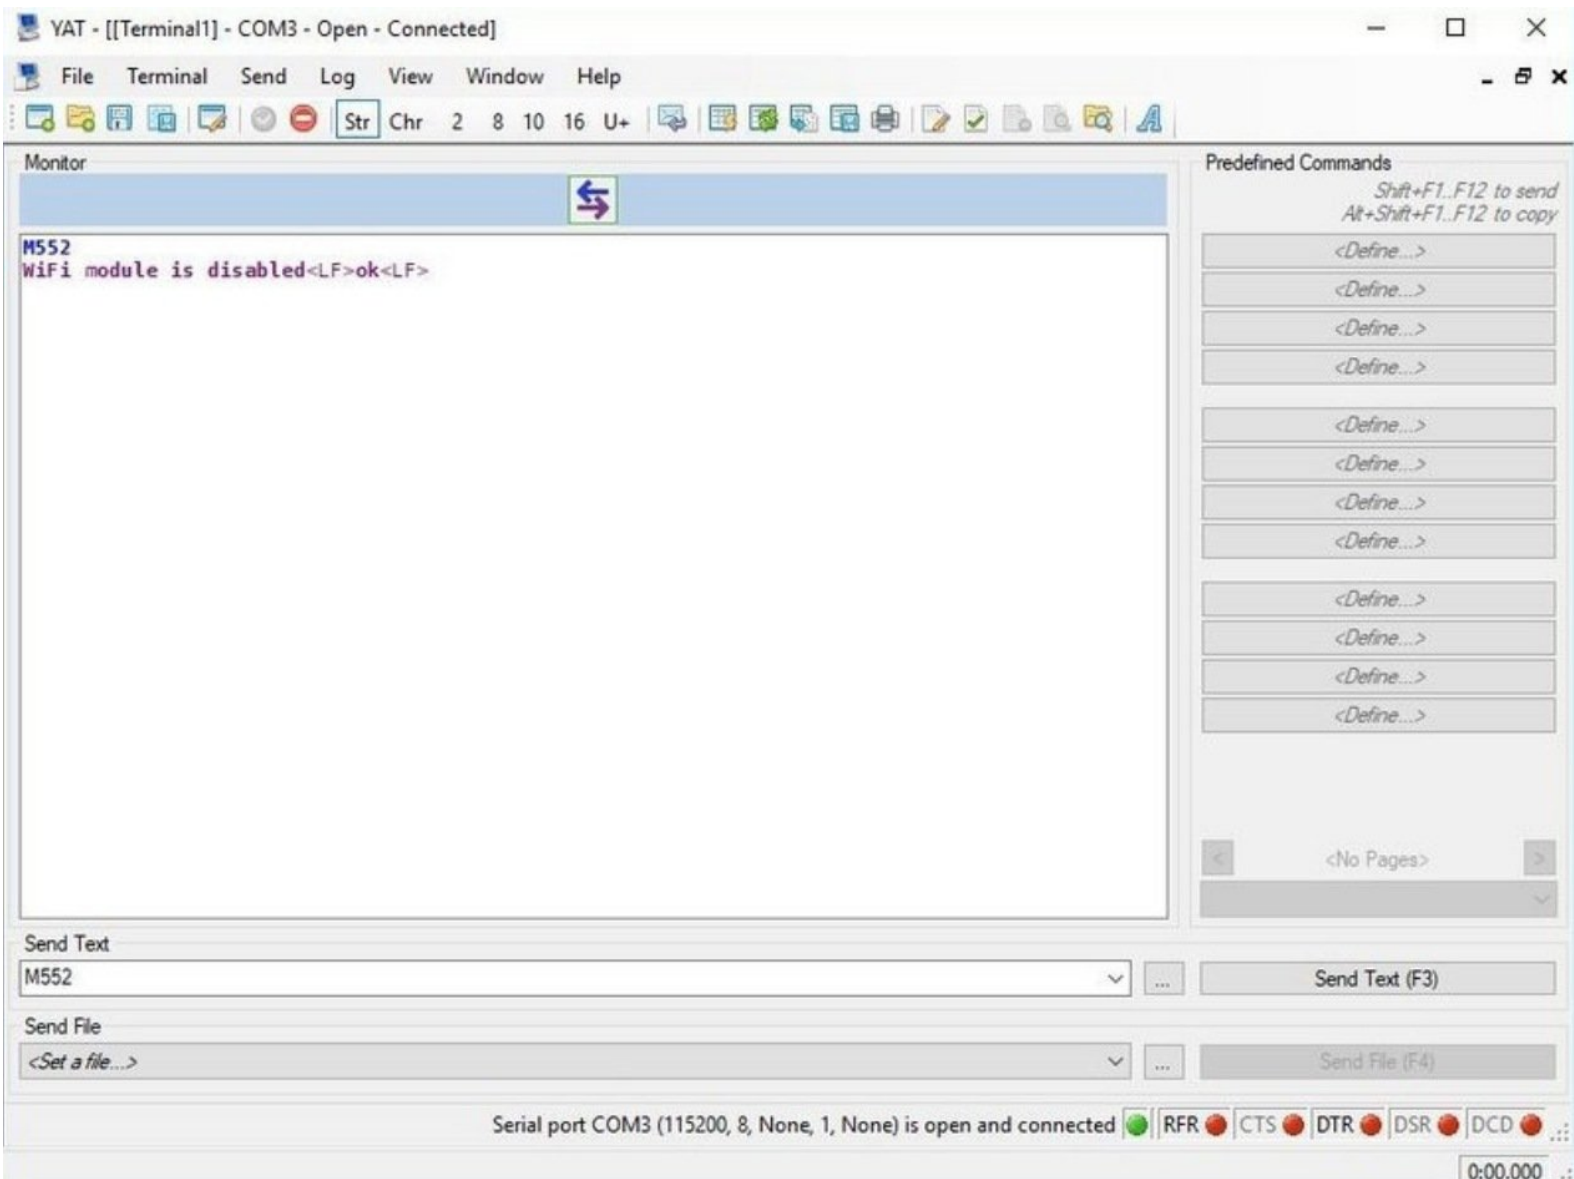 YAT - [[Terminal1] - COM3 - Open - Connected]
File Terminal Send Log View Window Help
Str Chr 2 8 10 16 U+
Monitor
M552
WiFi module is disabled<LF>ok<LF>
Predefined Commands
Shift+F1..F12 to send
Alt+Shift+F1..F12 to copy
<Define...>
<Define...>
<Define...>
<Define...>
<Define...>
<Define...>
<Define...>
<Define...>
<Define...>
<Define...>
<Define...>
<Define...>
< <No Pages> >
Send Text
M552 ... Send Text (F3)
Send File
<Set a file...> ... Send File (F4)
Serial port COM3 (115200, 8, None, 1, None) is open and connected RFR CTS DTR DSR DCD
0:00.000